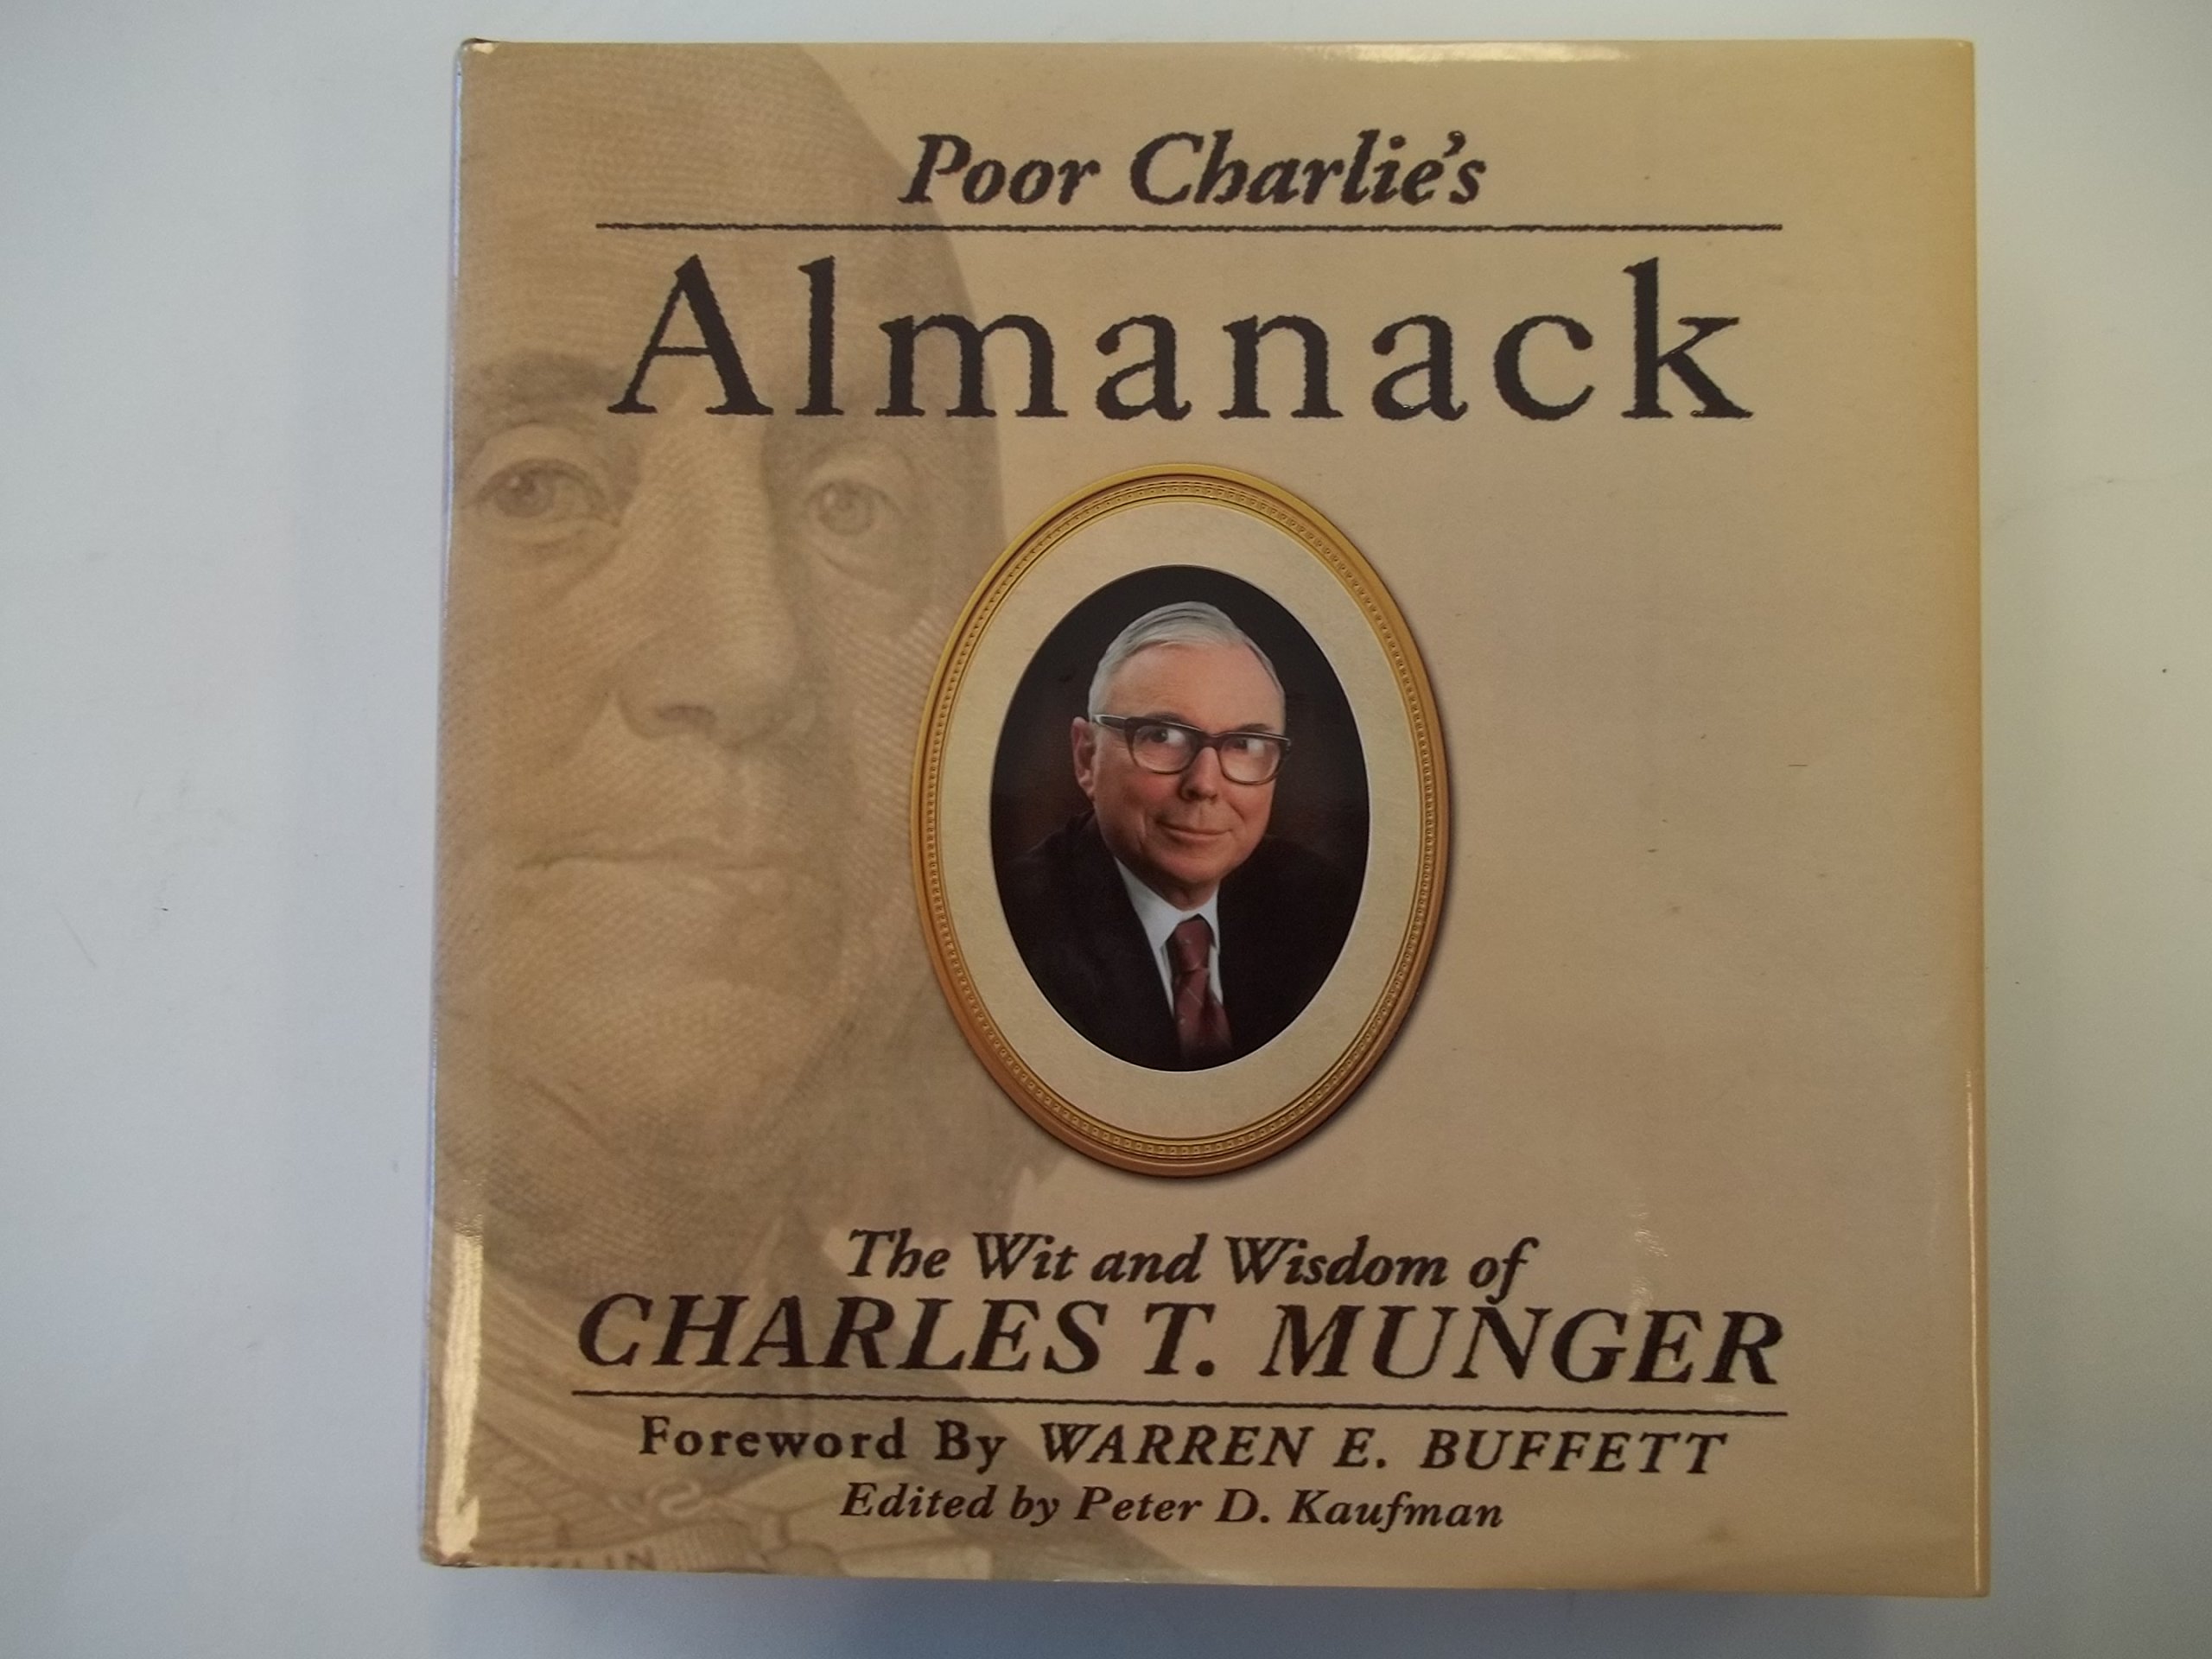 Poor Charlie's
Almanack
The Wit and Wisdom of
CHARLES T. MUNGER
Foreword By WARREN E. BUFFETT
Edited by Peter D. Kaufman